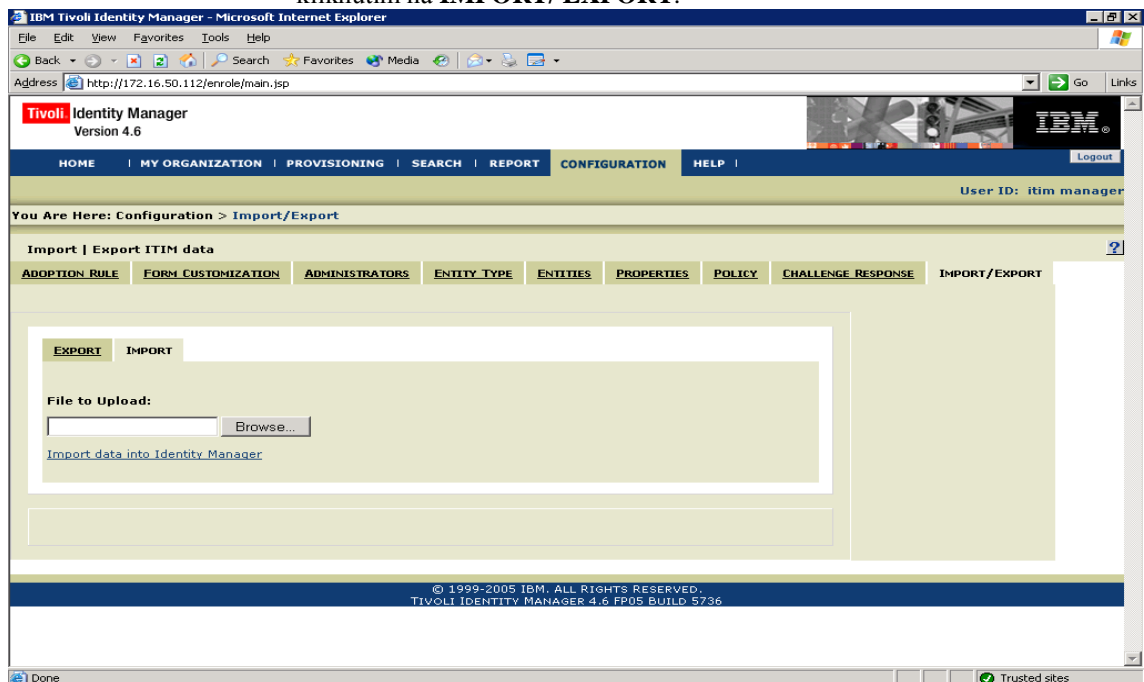 kliknutím na IMPORT/ EXPORT.
IBM Tivoli Identity Manager - Microsoft Internet Explorer
File Edit View Favorites Tools Help
Back Search Favorites Media
Address http://172.16.50.112/enrole/main.jsp Go Links
Tivoli. Identity Manager
Version 4.6
IBM®
HOME | MY ORGANIZATION | PROVISIONING | SEARCH | REPORT CONFIGURATION HELP | Logout
User ID: itim manager
You Are Here: Configuration > Import/Export
Import | Export ITIM data ?
ADOPTION RULE FORM CUSTOMIZATION ADMINISTRATORS ENTITY TYPE ENTITIES PROPERTIES POLICY CHALLENGE RESPONSE IMPORT/EXPORT
EXPORT IMPORT
File to Upload:
Browse...
Import data into Identity Manager
© 1999-2005 IBM. ALL RIGHTS RESERVED.
TIVOLI IDENTITY MANAGER 4.6 FP05 BUILD 5736
Done Trusted sites